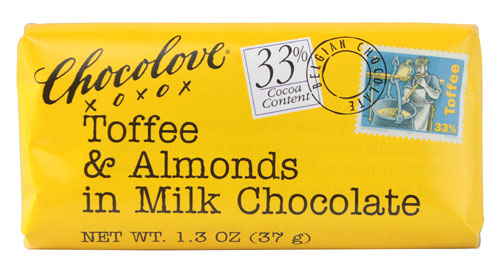 Chocolove®
xoxox
33%
Cocoa
Content
BELGIAN CHOCOLATE
Toffee
33%
Toffee
& Almonds
in Milk Chocolate
NET WT. 1.3 OZ (37 g)